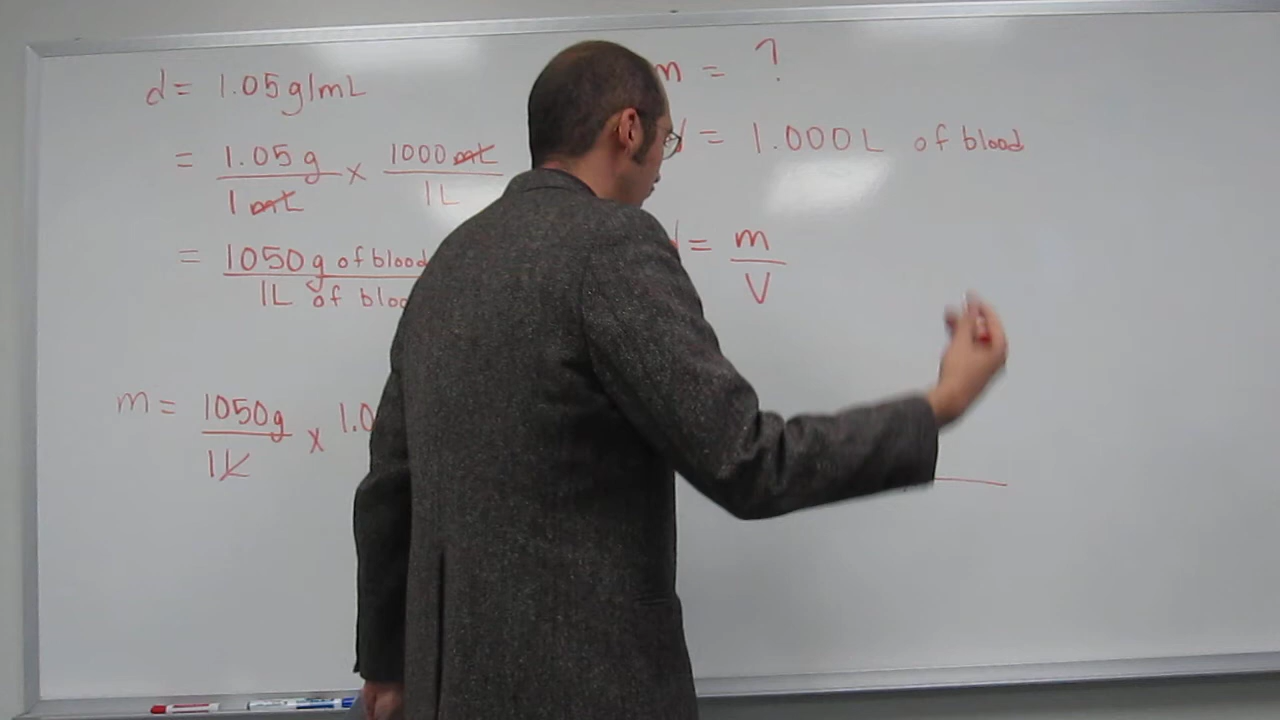 d = 1.05 g/mL
= 1.05 g / 1 mL × 1000 mL / 1 L
= 1050 g of blood / 1 L of
m = 1050 g / 1 L × 1.0
m = ?
= 1.000 L of blood
= m / V